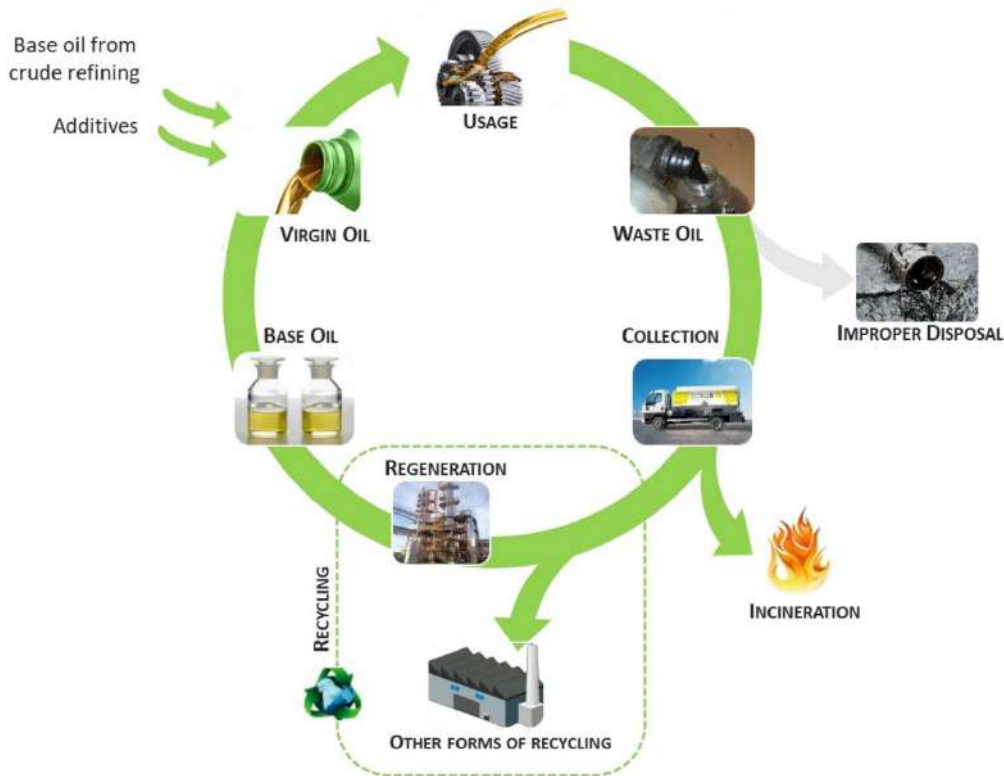 Base oil from
crude refining
Additives
USAGE
VIRGIN OIL
WASTE OIL
IMPROPER DISPOSAL
BASE OIL
COLLECTION
REGENERATION
RECYCLING
INCINERATION
OTHER FORMS OF RECYCLING